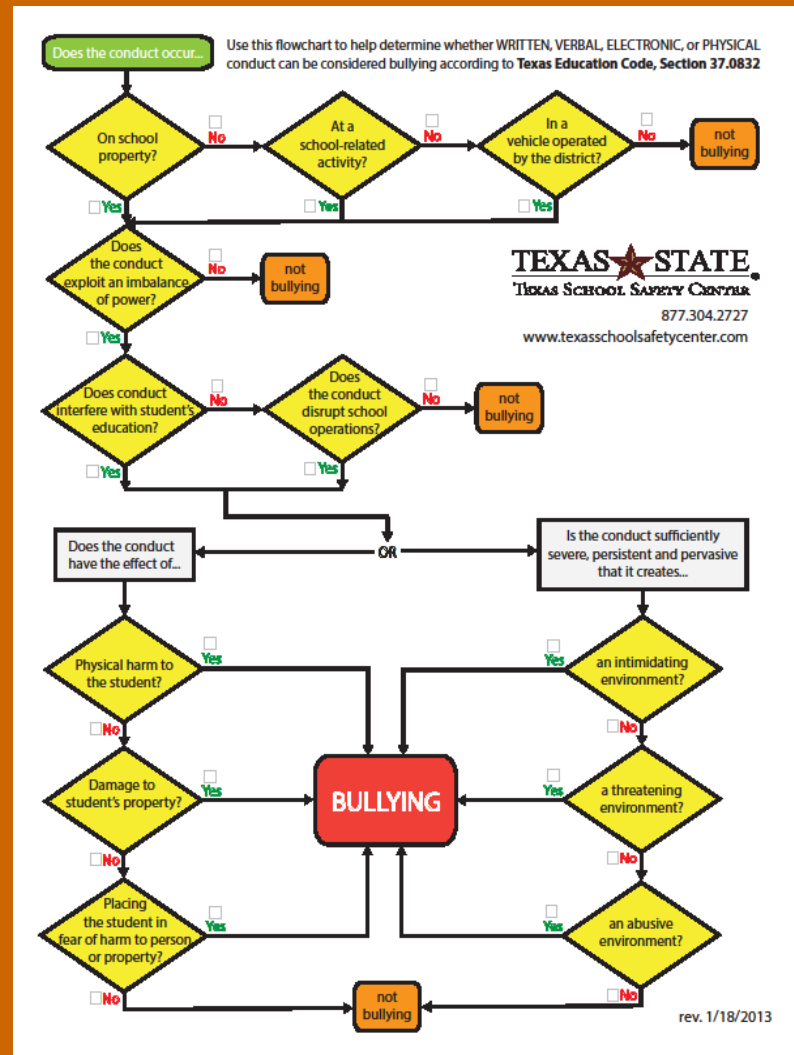 Does the conduct occur...
Use this flowchart to help determine whether WRITTEN, VERBAL, ELECTRONIC, or PHYSICAL
conduct can be considered bullying according to Texas Education Code, Section 37.0832
On school
property?
No
At a
school-related
activity?
No
In a
vehicle operated
by the district?
No
not
bullying
Yes
Yes
Yes
Does
the conduct
exploit an imbalance
of power?
No
not
bullying
TEXAS STATE
TEXAS SCHOOL SAFETY CENTER
877.304.2727
www.texasschoolsafetycenter.com
Yes
Does conduct
interfere with student's
education?
No
Does
the conduct
disrupt school
operations?
No
not
bullying
Yes
Yes
OR
Does the conduct
have the effect of...
Is the conduct sufficiently
severe, persistent and pervasive
that it creates...
Physical harm to
the student?
Yes
Yes
an intimidating
environment?
No
No
Damage to
student's property?
Yes
BULLYING
Yes
a threatening
environment?
No
No
Placing
the student in
fear of harm to person
or property?
Yes
Yes
an abusive
environment?
No
not
bullying
No
rev. 1/18/2013